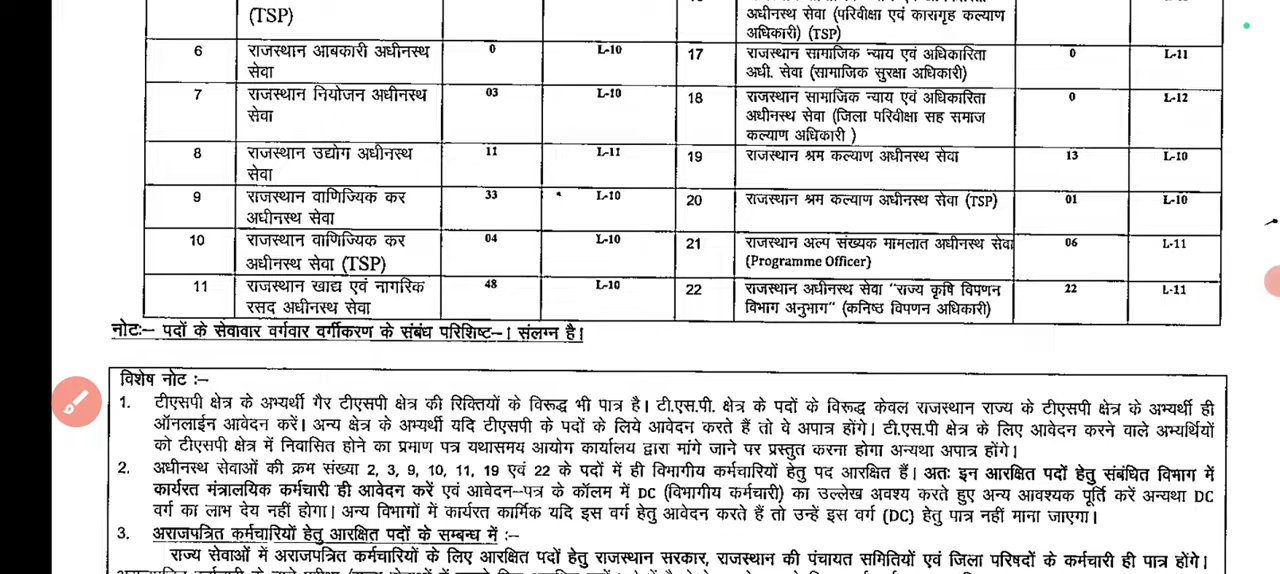 (TSP)
अधीनस्थ सेवा (परिवीक्षा एवं कारागृह कल्याण
अधिकारी) (TSP)
6 राजस्थान आबकारी अधीनस्थ 0 L-10 17 राजस्थान सामाजिक न्याय एवं अधिकारिता 0 L-11
सेवा अधी. सेवा (सामाजिक सुरक्षा अधिकारी)
7 राजस्थान नियोजन अधीनस्थ 03 L-10 18 राजस्थान सामाजिक न्याय एवं अधिकारिता 0 L-12
सेवा अधीनस्थ सेवा (जिला परिवीक्षा सह समाज
कल्याण अधिकारी )
8 राजस्थान उद्योग अधीनस्थ 11 L-11 19 राजस्थान श्रम कल्याण अधीनस्थ सेवा 13 L-10
सेवा
9 राजस्थान वाणिज्यिक कर 33 L-10 20 राजस्थान श्रम कल्याण अधीनस्थ सेवा (TSP) 01 L-10
अधीनस्थ सेवा
10 राजस्थान वाणिज्यिक कर 04 L-10 21 राजस्थान अल्प संख्यक मामलात अधीनस्थ सेवा 06 L-11
अधीनस्थ सेवा (TSP) (Programme Officer)
11 राजस्थान खाद्य एवं नागरिक 48 L-10 22 राजस्थान अधीनस्थ सेवा "राज्य कृषि विपणन 22 L-11
रसद अधीनस्थ सेवा विभाग अनुभाग" (कनिष्ठ विपणन अधिकारी)
नोटः– पदों के सेवावार वर्गवार वर्गीकरण के संबंध परिशिष्ट–। संलग्न है।
विशेष नोट :–
1. टीएसपी क्षेत्र के अभ्यर्थी गैर टीएसपी क्षेत्र की रिक्तियों के विरूद्ध भी पात्र है। टी.एस.पी. क्षेत्र के पदों के विरूद्ध केवल राजस्थान राज्य के टीएसपी क्षेत्र के अभ्यर्थी ही
ऑनलाईन आवेदन करें। अन्य क्षेत्र के अभ्यर्थी यदि टीएसपी के पदों के लिये आवेदन करते हैं तो वे अपात्र होंगे। टी.एस.पी क्षेत्र के लिए आवेदन करने वाले अभ्यर्थियों
को टीएसपी क्षेत्र में निवासित होने का प्रमाण पत्र यथासमय आयोग कार्यालय द्वारा मांगे जाने पर प्रस्तुत करना होगा अन्यथा अपात्र होंगे।
2. अधीनस्थ सेवाओं की क्रम संख्या 2, 3, 9, 10, 11, 19 एवं 22 के पदों में ही विभागीय कर्मचारियों हेतु पद आरक्षित हैं। अतः इन आरक्षित पदों हेतु संबंधित विभाग में
कार्यरत मंत्रालयिक कर्मचारी ही आवेदन करें एवं आवेदन–पत्र के कॉलम में DC (विभागीय कर्मचारी) का उल्लेख अवश्य करते हुए अन्य आवश्यक पूर्ति करें अन्यथा DC
वर्ग का लाभ देय नहीं होगा। अन्य विभागों में कार्यरत कार्मिक यदि इस वर्ग हेतु आवेदन करते हैं तो उन्हें इस वर्ग (DC) हेतु पात्र नहीं माना जाएगा।
3. अराजपत्रित कर्मचारियों हेतु आरक्षित पदों के सम्बन्ध में :–
राज्य सेवाओं में अराजपत्रित कर्मचारियों के लिए आरक्षित पदों हेतु राजस्थान सरकार, राजस्थान की पंचायत समितियों एवं जिला परिषदों के कर्मचारी ही पात्र होंगे।